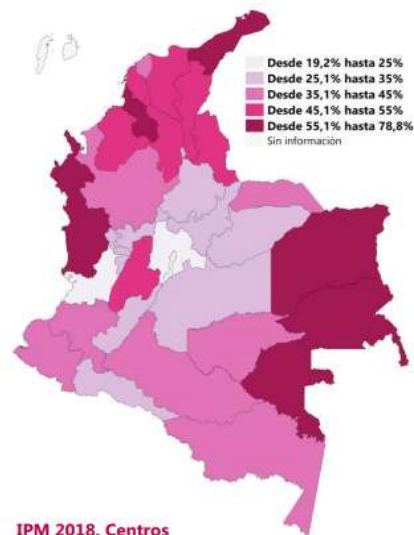 Desde 19,2% hasta 25%
Desde 25,1% hasta 35%
Desde 35,1% hasta 45%
Desde 45,1% hasta 55%
Desde 55,1% hasta 78,8%
Sin información
IPM 2018. Centros